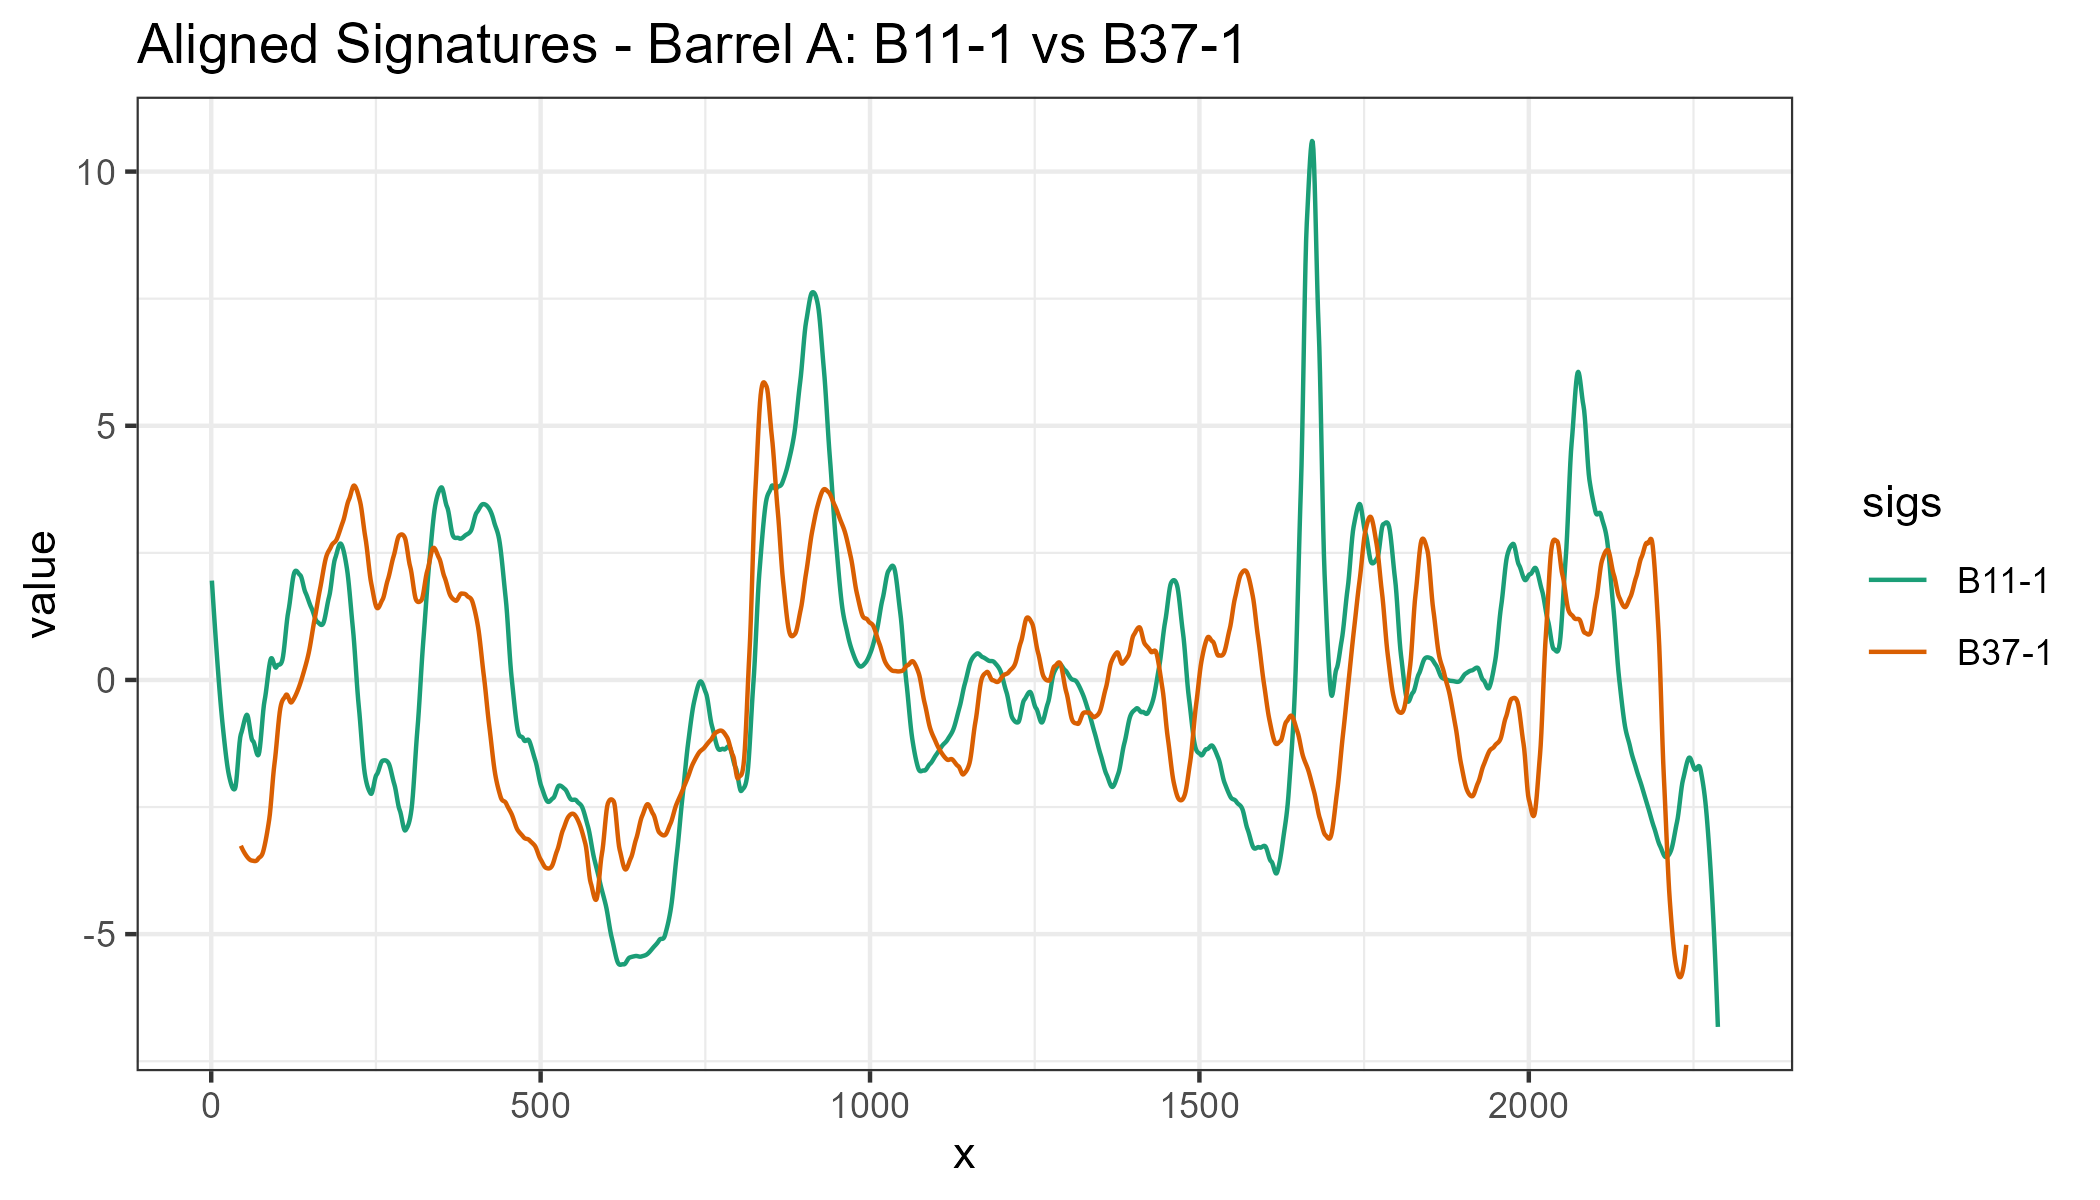 Aligned Signatures - Barrel A: B11-1 vs B37-1
10
5
0
-5
value
0 500 1000 1500 2000
x
sigs
B11-1
B37-1